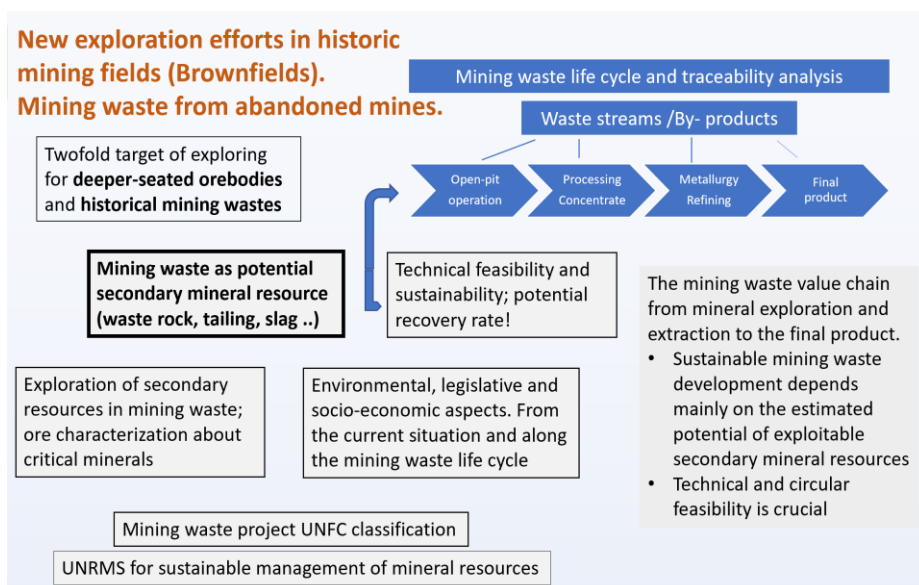 New exploration efforts in historic
mining fields (Brownfields).
Mining waste from abandoned mines.
Mining waste life cycle and traceability analysis
Waste streams /By- products
Open-pit
operation
Processing
Concentrate
Metallurgy
Refining
Final
product
Twofold target of exploring
for deeper-seated orebodies
and historical mining wastes
Mining waste as potential
secondary mineral resource
(waste rock, tailing, slag ..)
Technical feasibility and
sustainability; potential
recovery rate!
The mining waste value chain
from mineral exploration and
extraction to the final product.
• Sustainable mining waste
development depends
mainly on the estimated
potential of exploitable
secondary mineral resources
• Technical and circular
feasibility is crucial
Exploration of secondary
resources in mining waste;
ore characterization about
critical minerals
Environmental, legislative and
socio-economic aspects. From
the current situation and along
the mining waste life cycle
Mining waste project UNFC classification
UNRMS for sustainable management of mineral resources